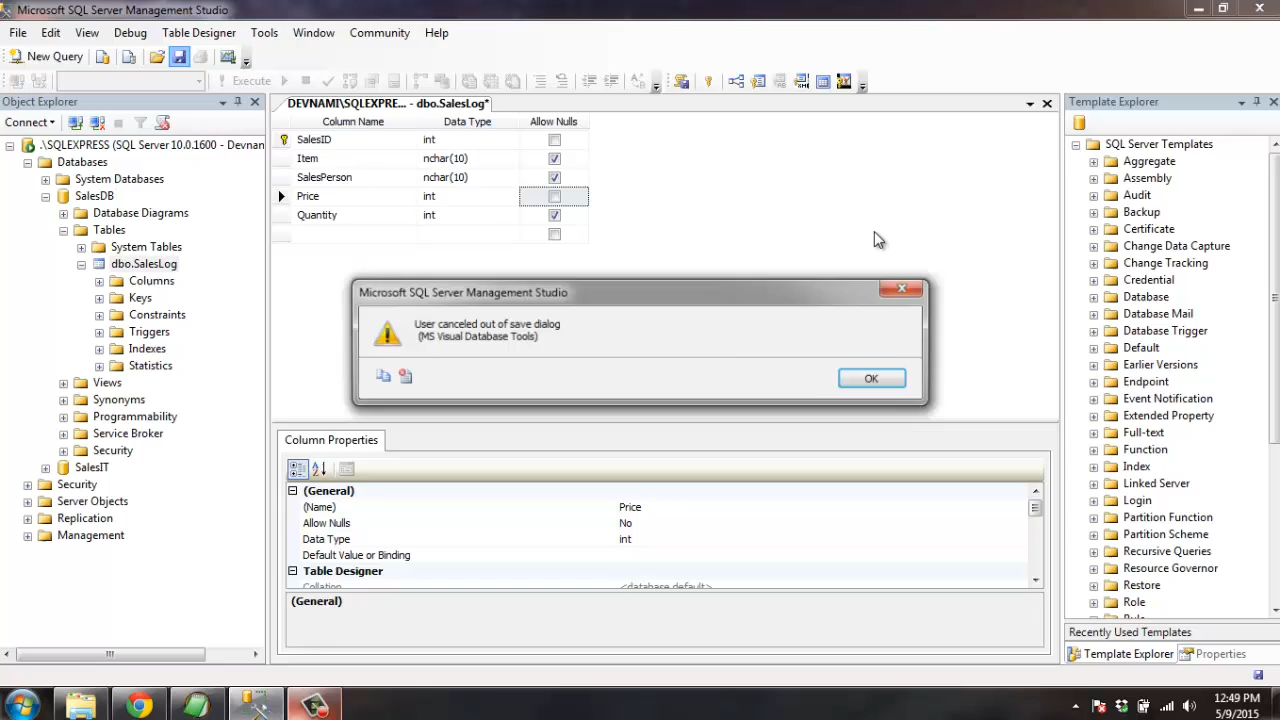 Microsoft SQL Server Management Studio
File Edit View Debug Table Designer Tools Window Community Help
New Query
Execute
Object Explorer
Connect
.\SQLEXPRESS (SQL Server 10.0.1600 - Devnam
Databases
System Databases
SalesDB
Database Diagrams
Tables
System Tables
dbo.SalesLog
Columns
Keys
Constraints
Triggers
Indexes
Statistics
Views
Synonyms
Programmability
Service Broker
Security
SalesIT
Security
Server Objects
Replication
Management
DEVNAMI\SQLEXPRE... - dbo.SalesLog*
Column Name Data Type Allow Nulls
SalesID int
Item nchar(10)
SalesPerson nchar(10)
Price int
Quantity int
Microsoft SQL Server Management Studio
User canceled out of save dialog
(MS Visual Database Tools)
OK
Column Properties
(General)
(Name) Price
Allow Nulls No
Data Type int
Default Value or Binding
Table Designer
Collation <database default>
(General)
Template Explorer
SQL Server Templates
Aggregate
Assembly
Audit
Backup
Certificate
Change Data Capture
Change Tracking
Credential
Database
Database Mail
Database Trigger
Default
Earlier Versions
Endpoint
Event Notification
Extended Property
Full-text
Function
Index
Linked Server
Login
Partition Function
Partition Scheme
Recursive Queries
Resource Governor
Restore
Role
Rule
Recently Used Templates
Template Explorer Properties
12:49 PM
5/9/2015